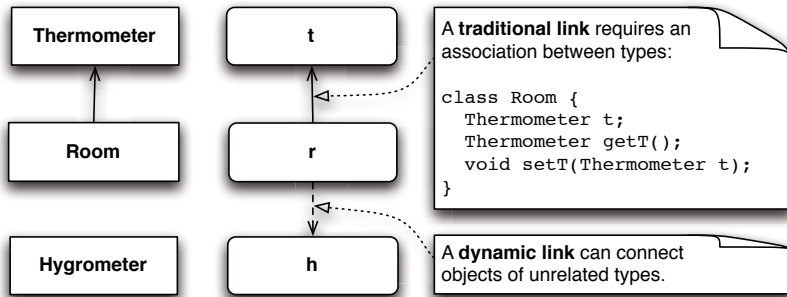 Thermometer
t
A traditional link requires an
association between types:
class Room {
Thermometer t;
Thermometer getT();
void setT(Thermometer t);
}
Room
r
Hygrometer
h
A dynamic link can connect
objects of unrelated types.